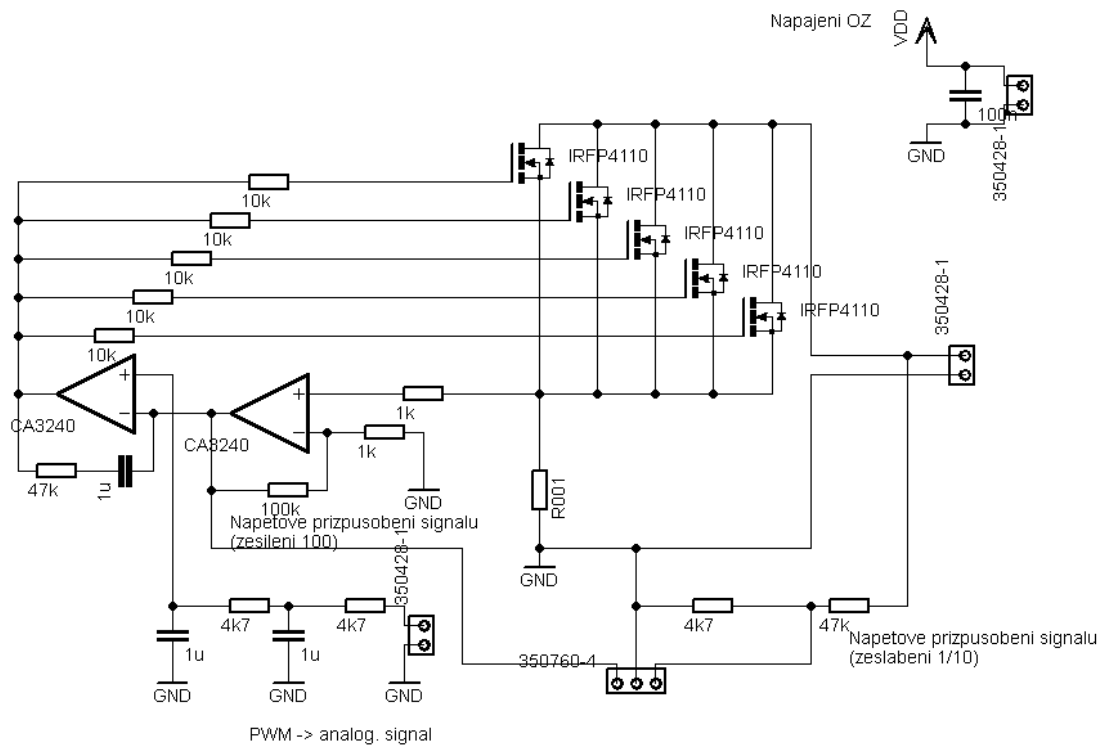 Napajeni OZ
VDD
100n
GND
350428-1
IRFP4110
IRFP4110
IRFP4110
IRFP4110
IRFP4110
10k
10k
10k
10k
10k
350428-1
CA3240
CA3240
1k
1k
47k
1u
100k
GND
R001
Napetove prizpusobeni signalu
(zesileni 100)
350428-1
GND
4k7
4k7
1u
1u
GND
GND
GND
4k7
47k
Napetove prizpusobeni signalu
(zeslabeni 1/10)
350760-4
PWM -> analog. signal